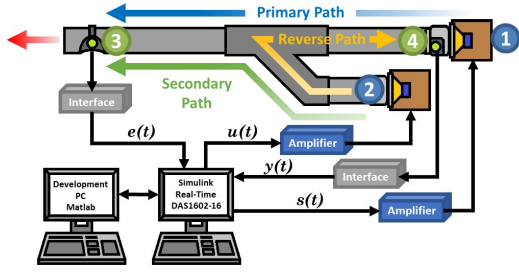 Primary Path
1
3
Reverse Path
4
Secondary
Path
2
Interface
e(t)
u(t)
Amplifier
y(t)
Interface
Development
PC
Matlab
Simulink
Real-Time
DAS1602-16
s(t)
Amplifier